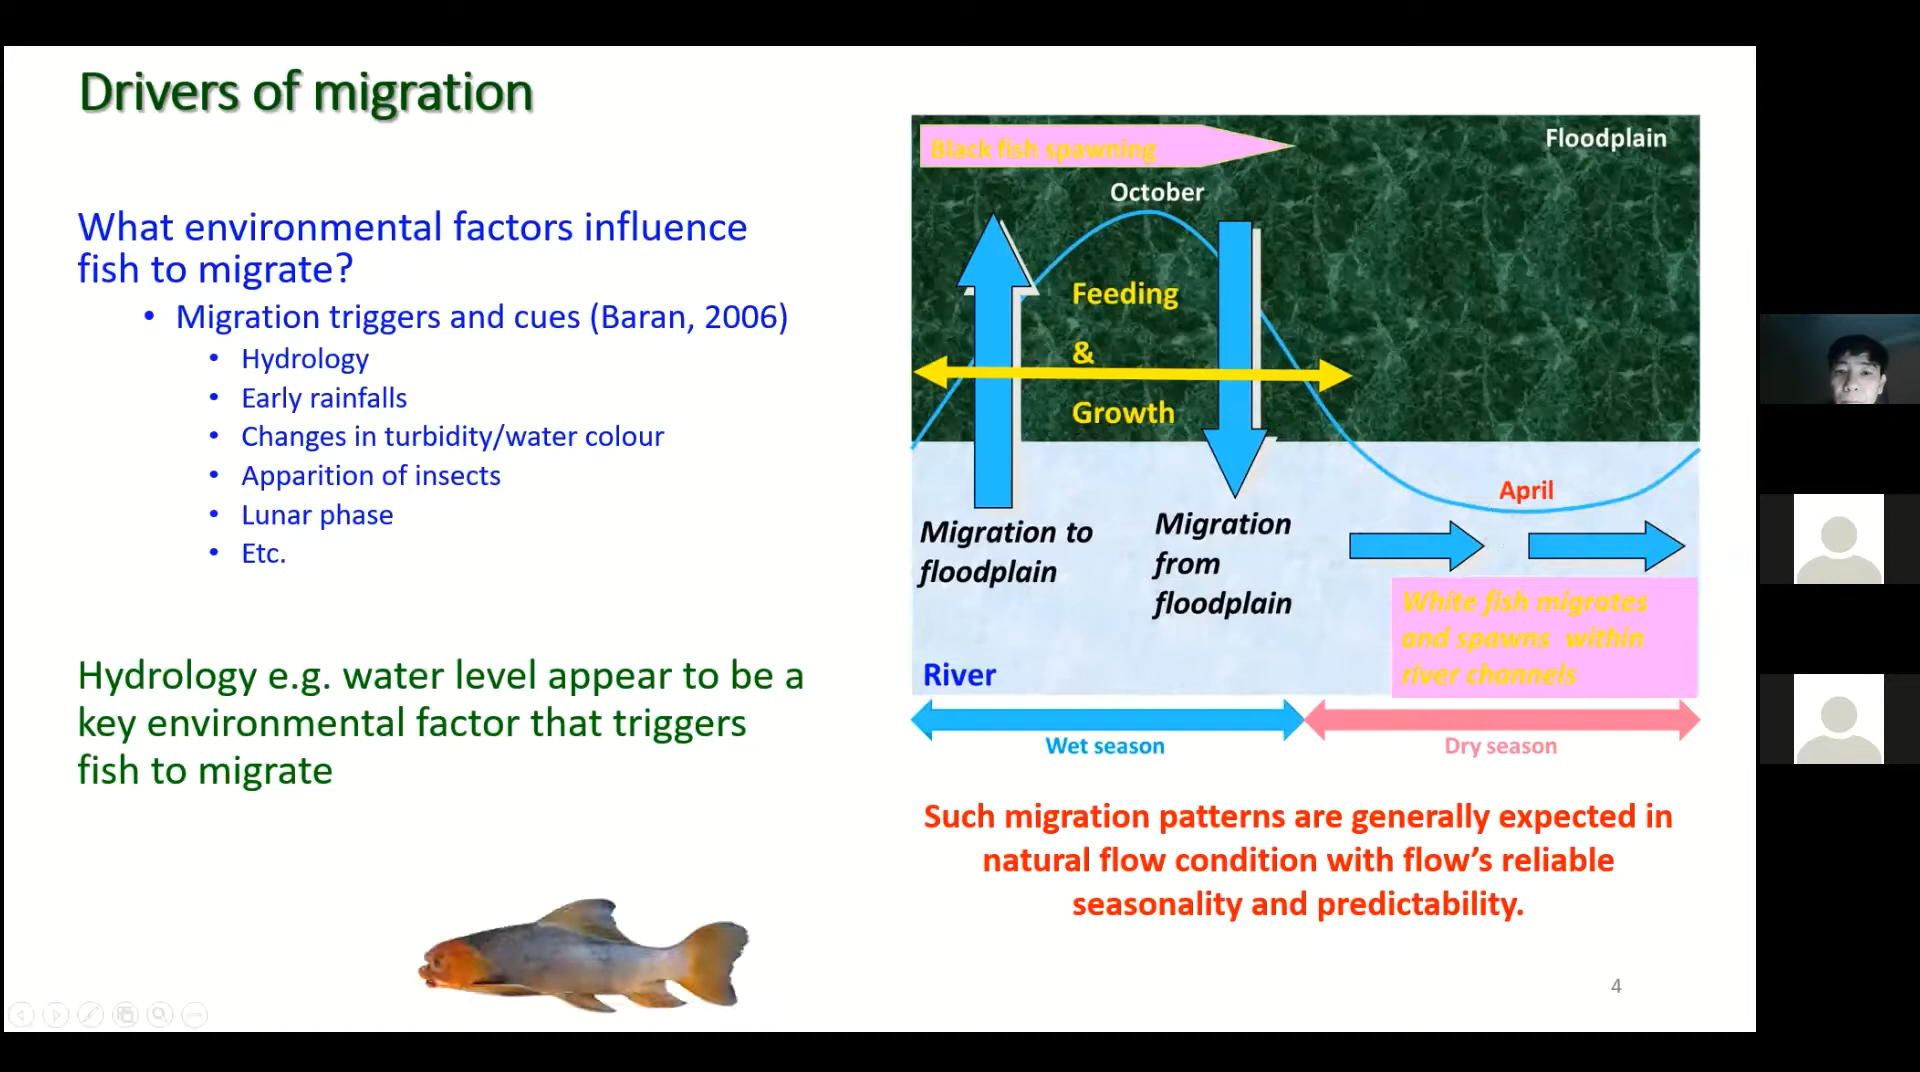 Drivers of migration
What environmental factors influence
fish to migrate?
• Migration triggers and cues (Baran, 2006)
• Hydrology
• Early rainfalls
• Changes in turbidity/water colour
• Apparition of insects
• Lunar phase
• Etc.
Hydrology e.g. water level appear to be a
key environmental factor that triggers
fish to migrate
Black fish spawning
Floodplain
October
Feeding
&
Growth
April
Migration to
floodplain
Migration
from
floodplain
White fish migrates
and spawns within
river channels
River
Wet season
Dry season
Such migration patterns are generally expected in
natural flow condition with flow's reliable
seasonality and predictability.
4